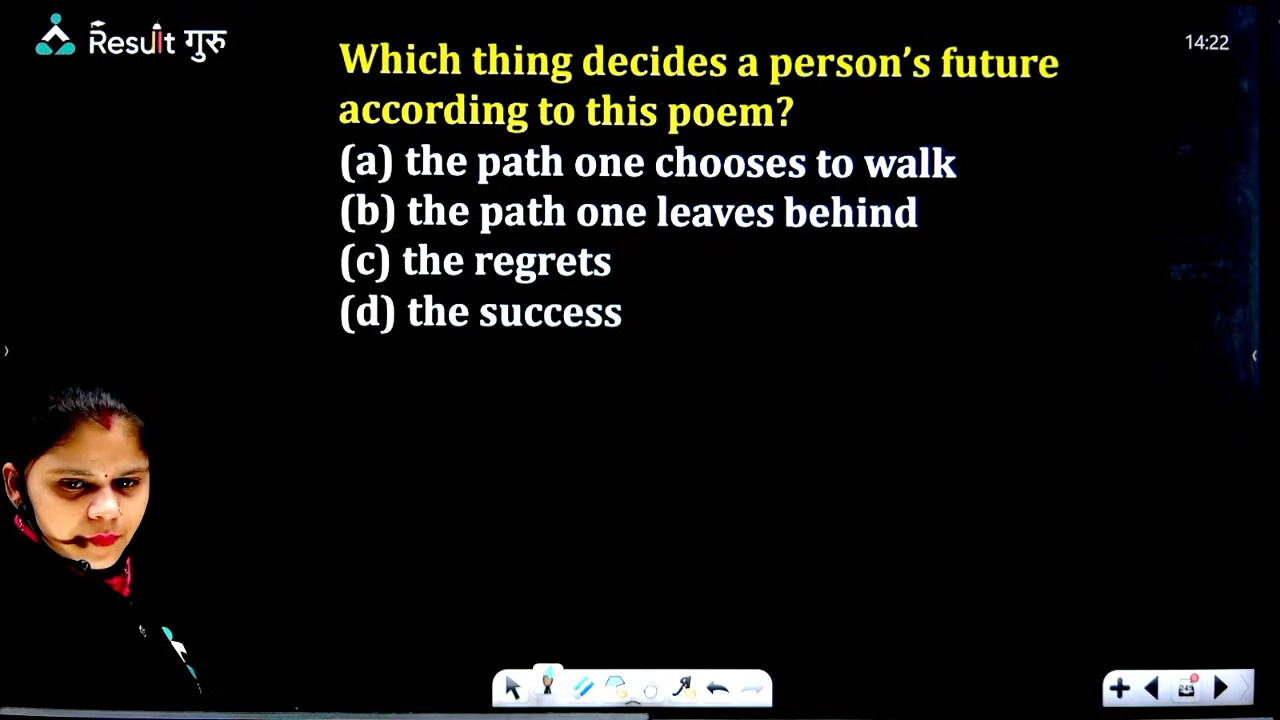 Result गुरु
14:22
Which thing decides a person’s future
according to this poem?
(a) the path one chooses to walk
(b) the path one leaves behind
(c) the regrets
(d) the success